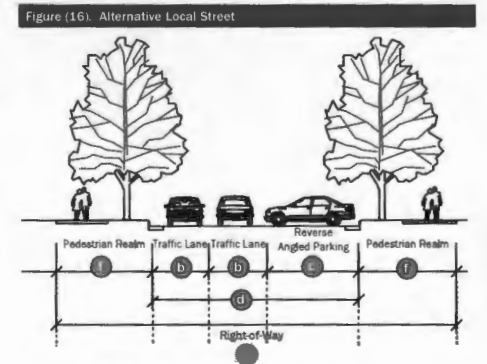 Figure (16). Alternative Local Street
Reverse
Pedestrian Realm Traffic Lane Traffic Lane Angled Parking Pedestrian Realm
f b b c f
d
Right-of-Way